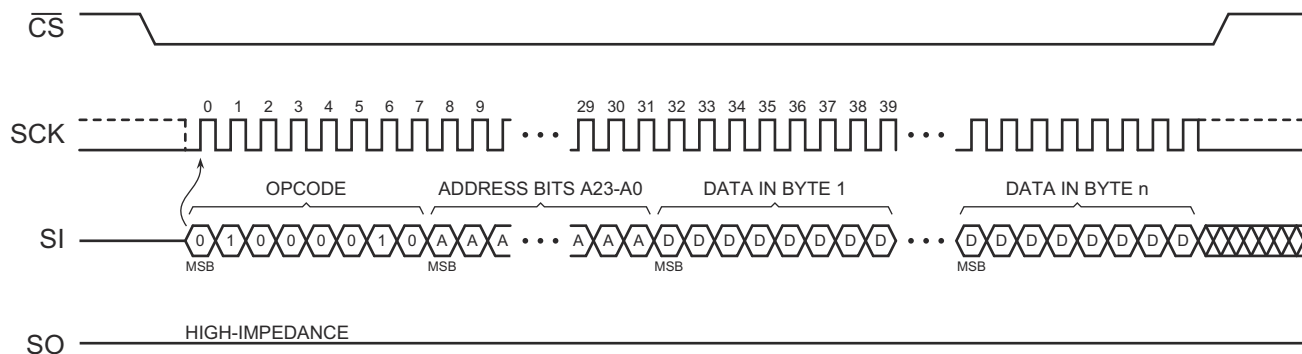 CS
0 1 2 3 4 5 6 7 8 9 29 30 31 32 33 34 35 36 37 38 39
SCK
OPCODE ADDRESS BITS A23-A0 DATA IN BYTE 1 DATA IN BYTE n
SI 0 1 0 0 0 0 1 0 A A A A A A D D D D D D D D D D D D D D D D
MSB MSB MSB MSB
HIGH-IMPEDANCE
SO